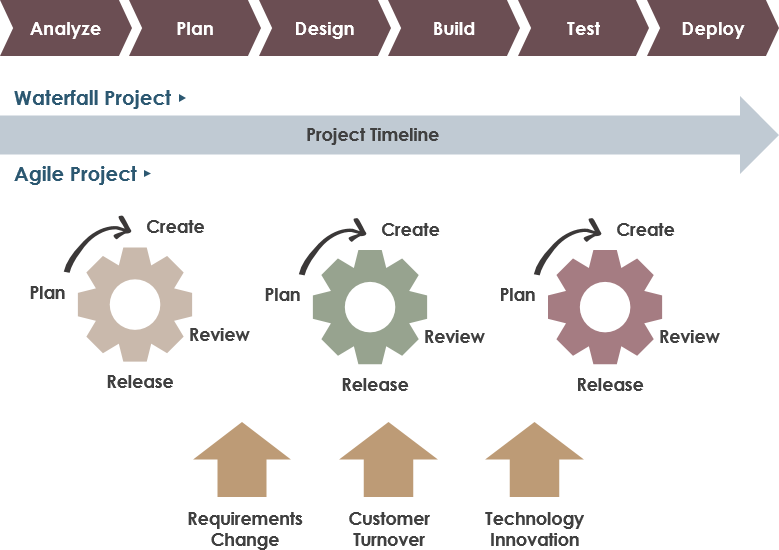 Analyze
Plan
Design
Build
Test
Deploy
Waterfall Project
Project Timeline
Agile Project
Create
Plan
Review
Release
Create
Plan
Review
Release
Create
Plan
Review
Release
Requirements
Change
Customer
Turnover
Technology
Innovation